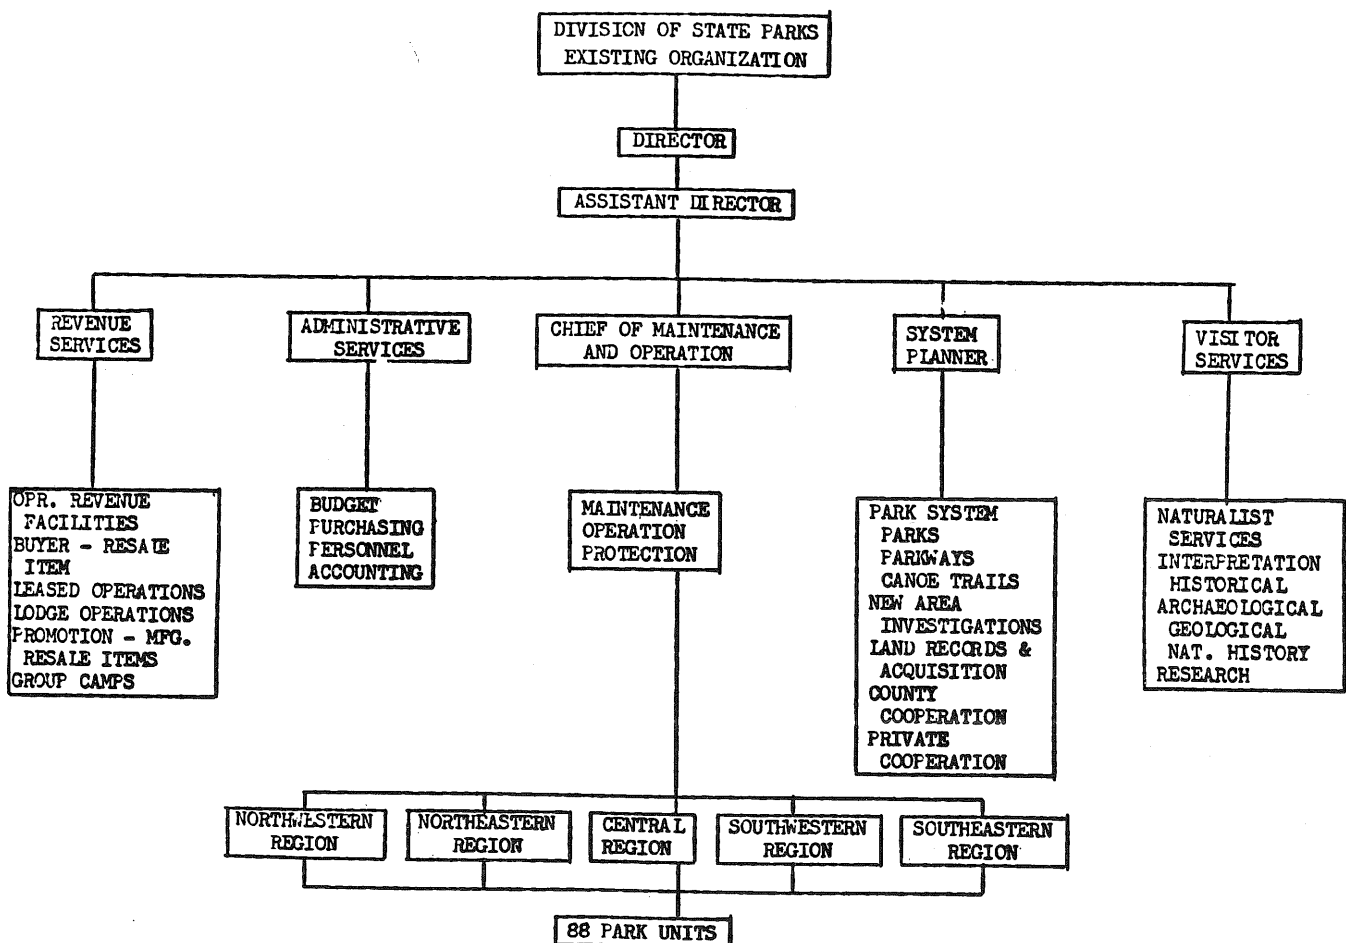 DIVISION OF STATE PARKS
EXISTING ORGANIZATION
DIRECTOR
ASSISTANT DIRECTOR
REVENUE
SERVICES
ADMINISTRATIVE
SERVICES
CHIEF OF MAINTENANCE
AND OPERATION
SYSTEM
PLANNER
VISITOR
SERVICES
OPR. REVENUE
FACILITIES
BUYER - RESALE
ITEM
LEASED OPERATIONS
LODGE OPERATIONS
PROMOTION - MFG.
RESALE ITEMS
GROUP CAMPS
BUDGET
PURCHASING
PERSONNEL
ACCOUNTING
MAINTENANCE
OPERATION
PROTECTION
PARK SYSTEM
PARKS
PARKWAYS
CANOE TRAILS
NEW AREA
INVESTIGATIONS
LAND RECORDS &
ACQUISITION
COUNTY
COOPERATION
PRIVATE
COOPERATION
NATURALIST
SERVICES
INTERPRETATION
HISTORICAL
ARCHAEOLOGICAL
GEOLOGICAL
NAT. HISTORY
RESEARCH
NORTHWESTERN
REGION
NORTHEASTERN
REGION
CENTRAL
REGION
SOUTHWESTERN
REGION
SOUTHEASTERN
REGION
88 PARK UNITS